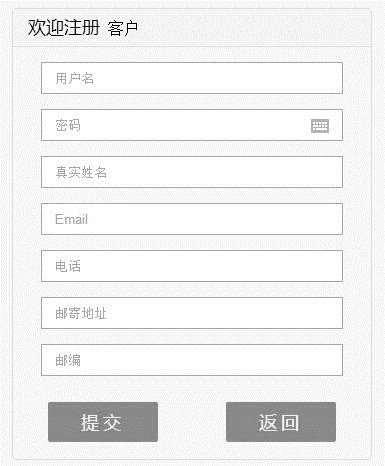 欢迎注册 客户
用户名
密码
真实姓名
Email
电话
邮寄地址
邮编
提交 返回